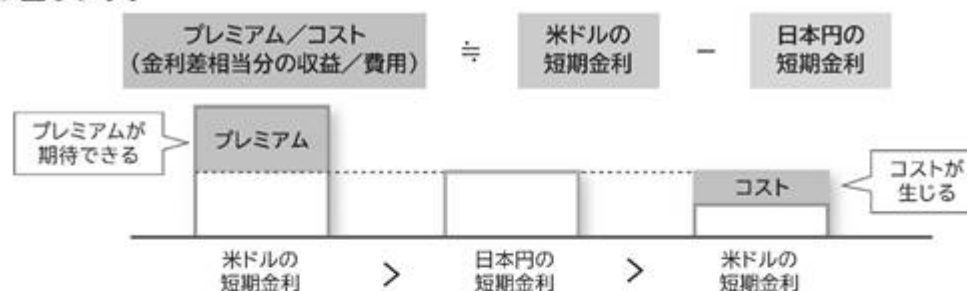 プレミアム／コスト
（金利差相当分の収益／費用）
≒
米ドルの
短期金利
－
日本円の
短期金利
プレミアムが
期待できる
プレミアム
コスト
コストが
生じる
米ドルの
短期金利
＞
日本円の
短期金利
＞
米ドルの
短期金利